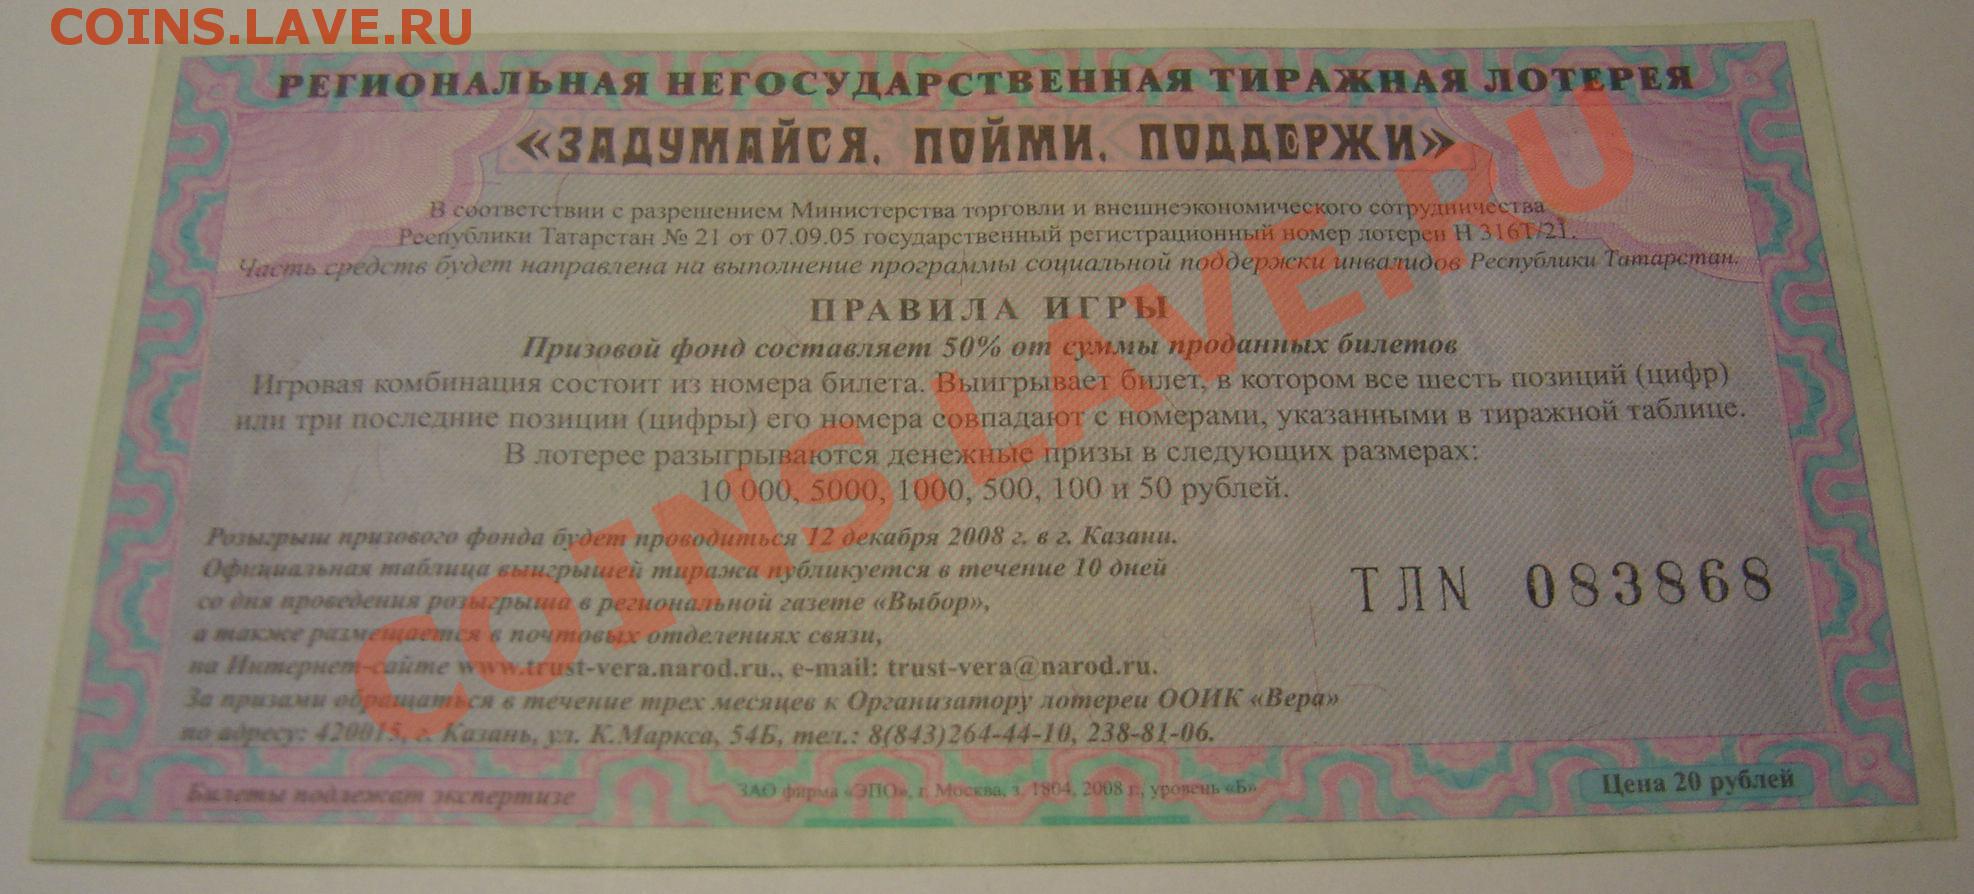 COINS.LAVE.RU
РЕГИОНАЛЬНАЯ НЕГОСУДАРСТВЕННАЯ ТИРАЖНАЯ ЛОТЕРЕЯ
«ЗАДУМАЙСЯ. ПОЙМИ. ПОДДЕРЖИ»
В соответствии с разрешением Министерства торговли и внешнеэкономического сотрудничества
Республики Татарстан № 21 от 07.09.05 государственный регистрационный номер лотереи Н 316Т/21.
Часть средств будет направлена на выполнение программы социальной поддержки инвалидов Республики Татарстан.
ПРАВИЛА ИГРЫ
Призовой фонд составляет 50% от суммы проданных билетов
Игровая комбинация состоит из номера билета. Выигрывает билет, в котором все шесть позиций (цифр)
или три последние позиции (цифры) его номера совпадают с номерами, указанными в тиражной таблице.
В лотерее разыгрываются денежные призы в следующих размерах:
10 000, 5000, 1000, 500, 100 и 50 рублей.
Розыгрыш призового фонда будет проводиться 12 декабря 2008 г. в г. Казани.
Официальная таблица выигрышей тиража публикуется в течение 10 дней
со дня проведения розыгрыша в региональной газете «Выбор»,
а также размещается в почтовых отделениях связи,
на Интернет-сайте www.trust-vera.narod.ru., e-mail: trust-vera@narod.ru.
За призами обращаться в течение трех месяцев к Организатору лотереи ООИК «Вера»
по адресу: 420015, г. Казань, ул. К.Маркса, 54Б, тел.: 8(843)264-44-10, 238-81-06.
ТЛN 083868
Билеты подлежат экспертизе
ЗАО фирма «ЭПО», г. Москва, з. 1804, 2008 г., уровень «Б»
Цена 20 рублей
COINS.LAVE.RU